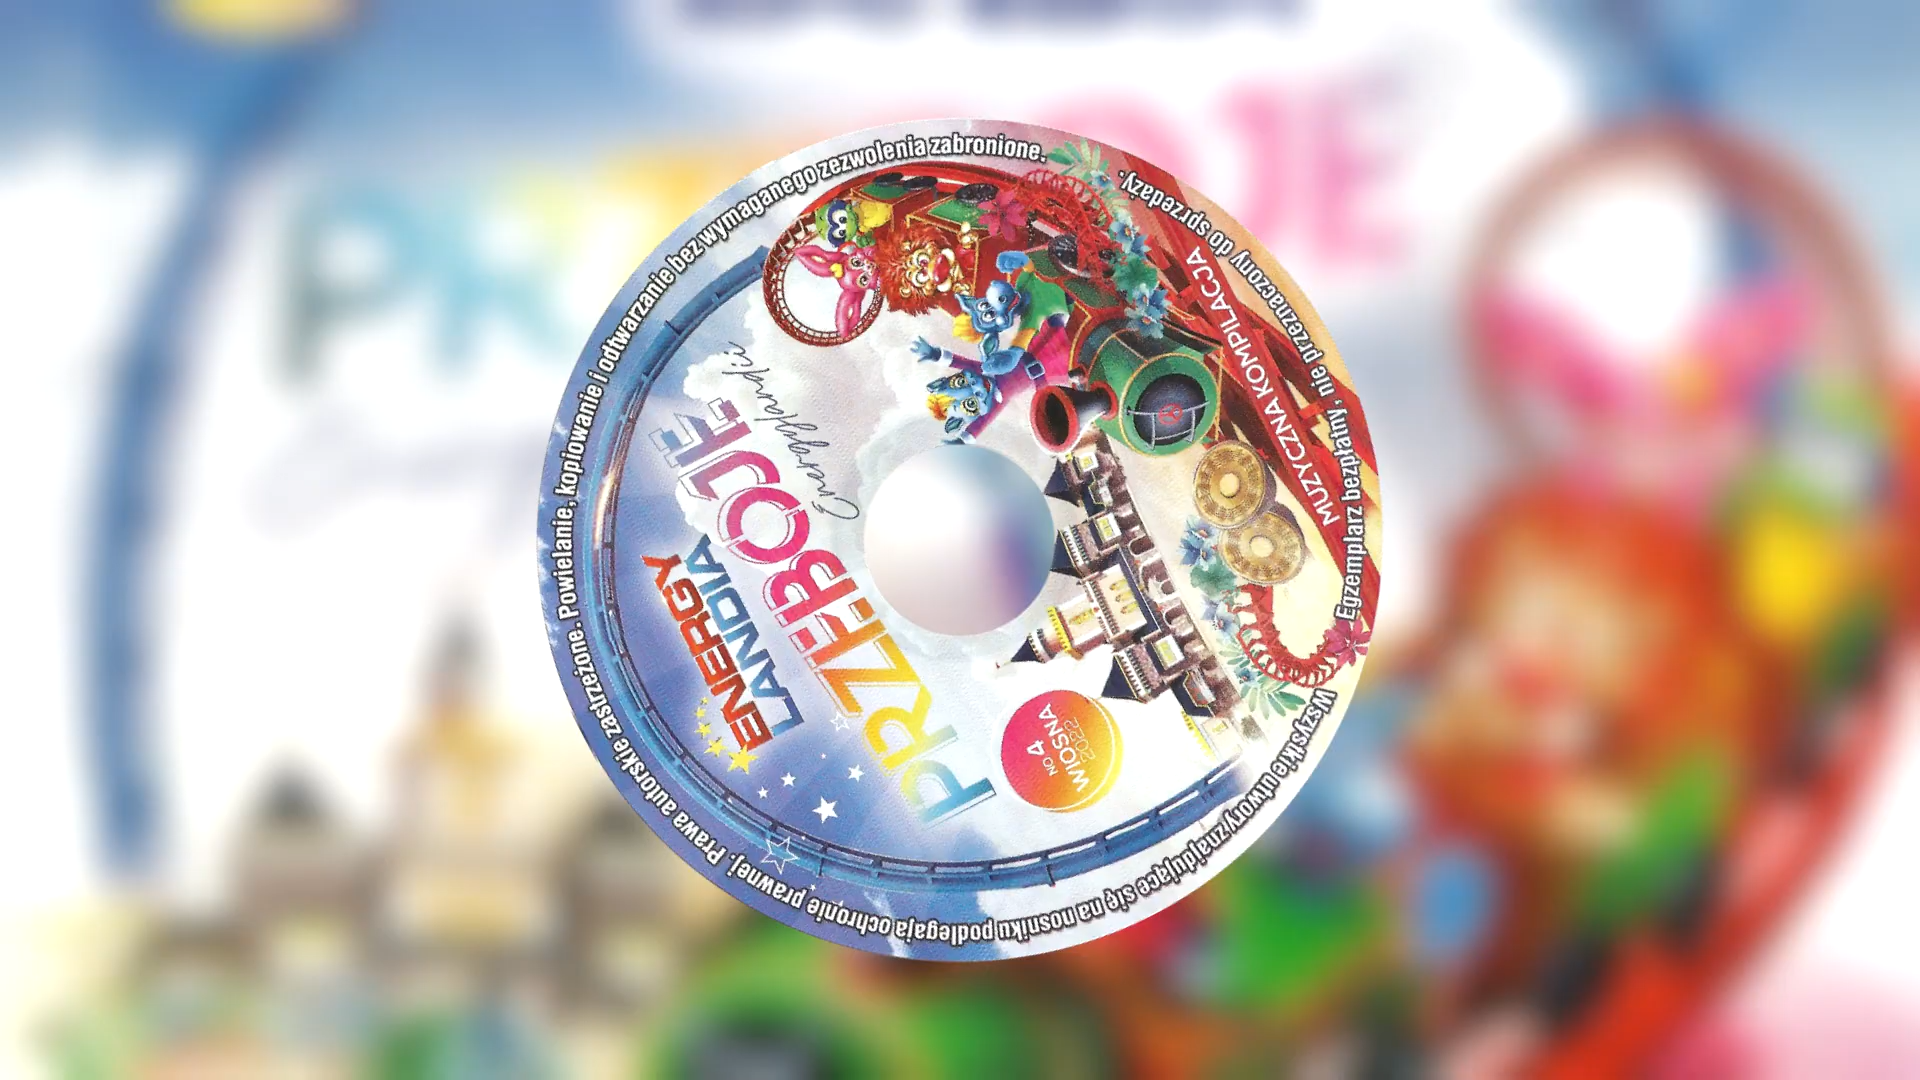 ENERGY
LANDIA
PRZEBOJE
Energylandii
NO 4
WIOSNA
2022
MUZYCZNA KOMPILACJA
Egzemplarz bezpłatny, nie przeznaczony do sprzedaży.
Wszystkie utwory znajdujące się na nośniku podlegają ochronie prawnej. Prawa autorskie zastrzeżone. Powielanie, kopiowanie i odtwarzanie bez wymaganego zezwolenia zabronione.